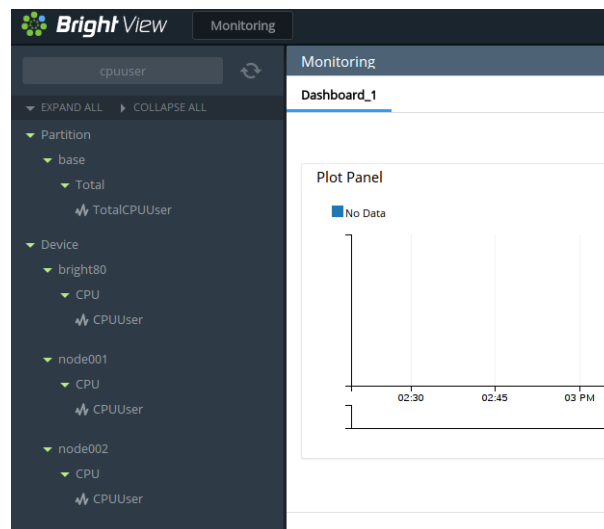 Bright View
Monitoring
cpuuser
EXPAND ALL
COLLAPSE ALL
Partition
base
Total
TotalCPUUser
Device
bright80
CPU
CPUUser
node001
CPU
CPUUser
node002
CPU
CPUUser
Monitoring
Dashboard_1
Plot Panel
No Data
02:30
02:45
03 PM